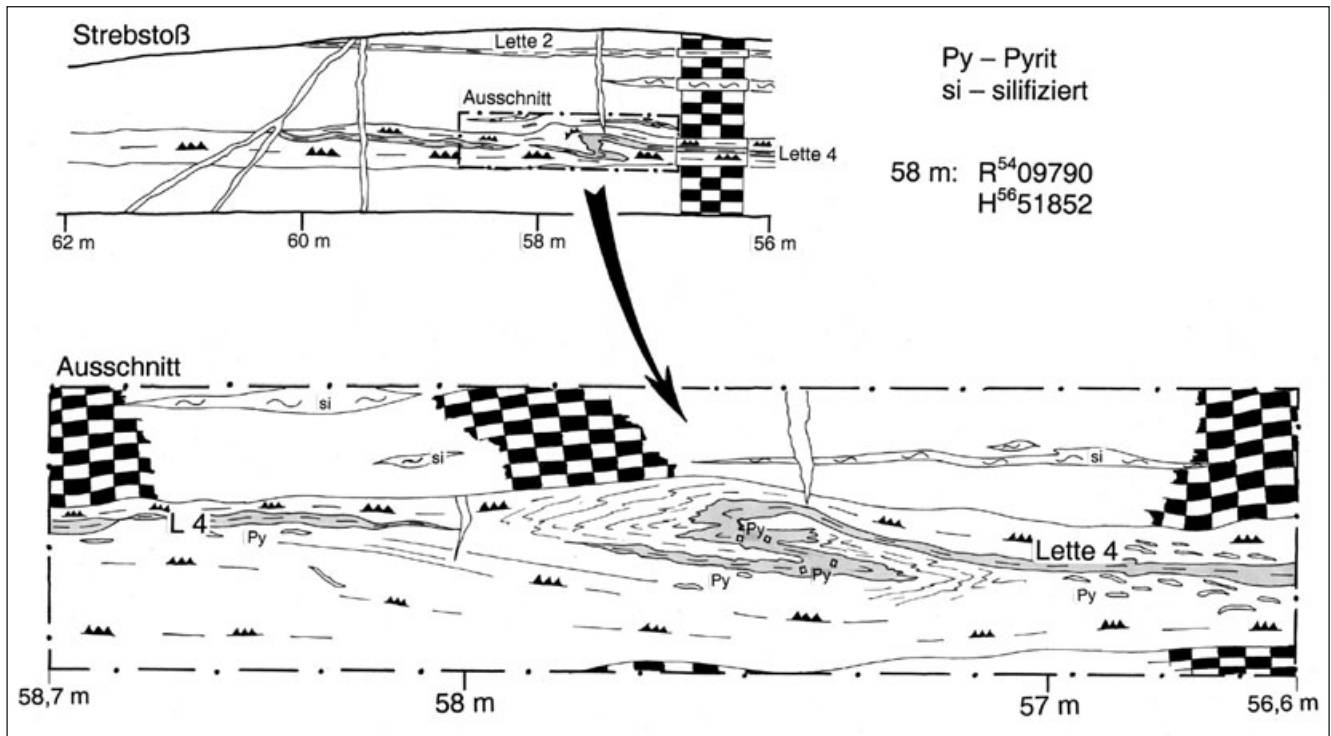 Strebstoß
Lette 2
Py – Pyrit
si – silifiziert
Ausschnitt
Lette 4
58 m: R⁵⁴09790
H⁵⁶51852
62 m
60 m
58 m
56 m
Ausschnitt
si
si
si
L 4
Py
Py
Lette 4
Py
Py
Py
58,7 m
58 m
57 m
56,6 m